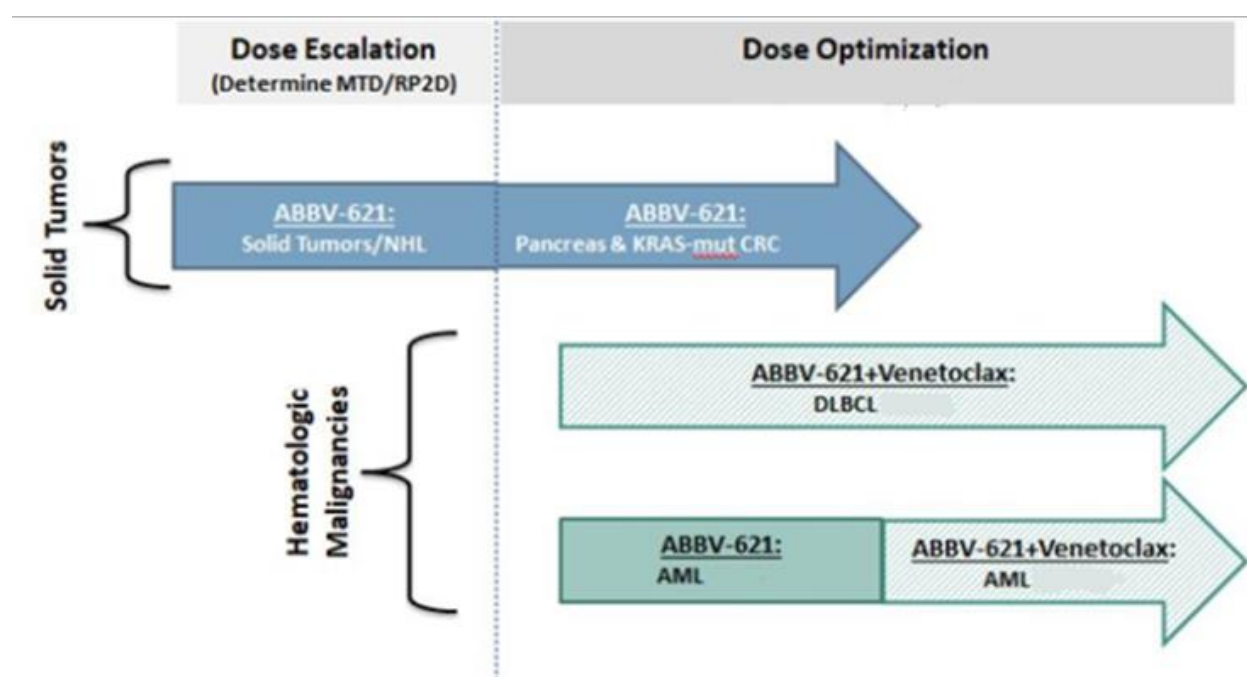 Dose Escalation
(Determine MTD/RP2D)
Dose Optimization
Solid Tumors
ABBV-621:
Solid Tumors/NHL
ABBV-621:
Pancreas & KRAS-mut CRC
Hematologic
Malignancies
ABBV-621+Venetoclax:
DLBCL
ABBV-621:
AML
ABBV-621+Venetoclax:
AML